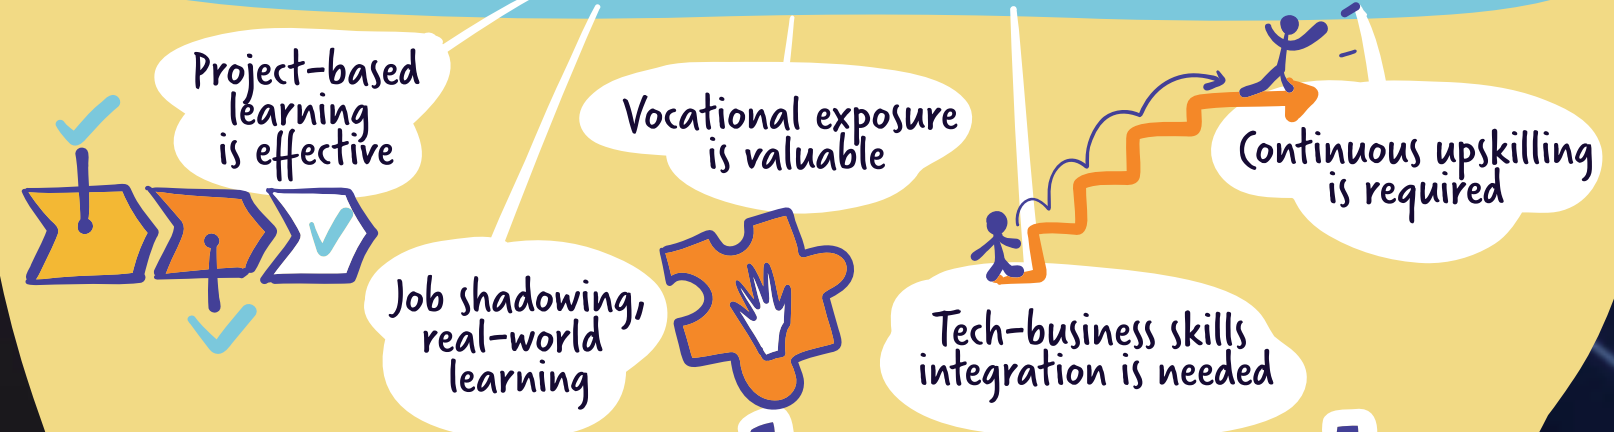 Project-based
learning
is effective
Job shadowing,
real-world
learning
Vocational exposure
is valuable
Tech-business skills
integration is needed
Continuous upskilling
is required